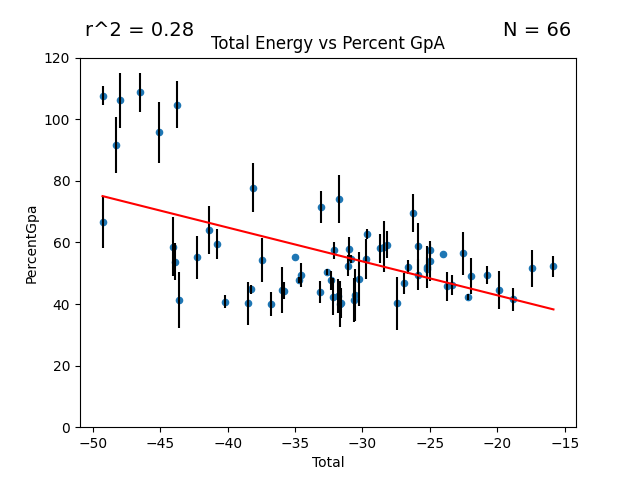 r^2 = 0.28
N = 66
Total Energy vs Percent GpA
120
100
80
60
40
20
0
PercentGpa
−50 −45 −40 −35 −30 −25 −20 −15
Total